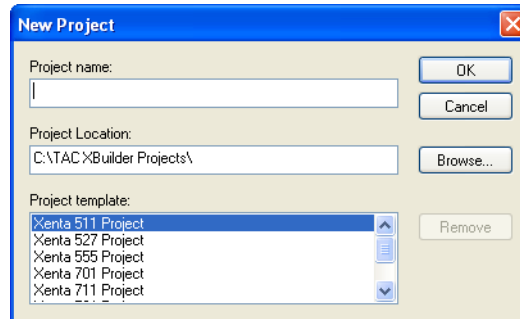 New Project
Project name:
OK
Cancel
Project Location:
C:\TAC XBuilder Projects\
Browse...
Project template:
Xenta 511 Project
Remove
Xenta 527 Project
Xenta 555 Project
Xenta 701 Project
Xenta 711 Project